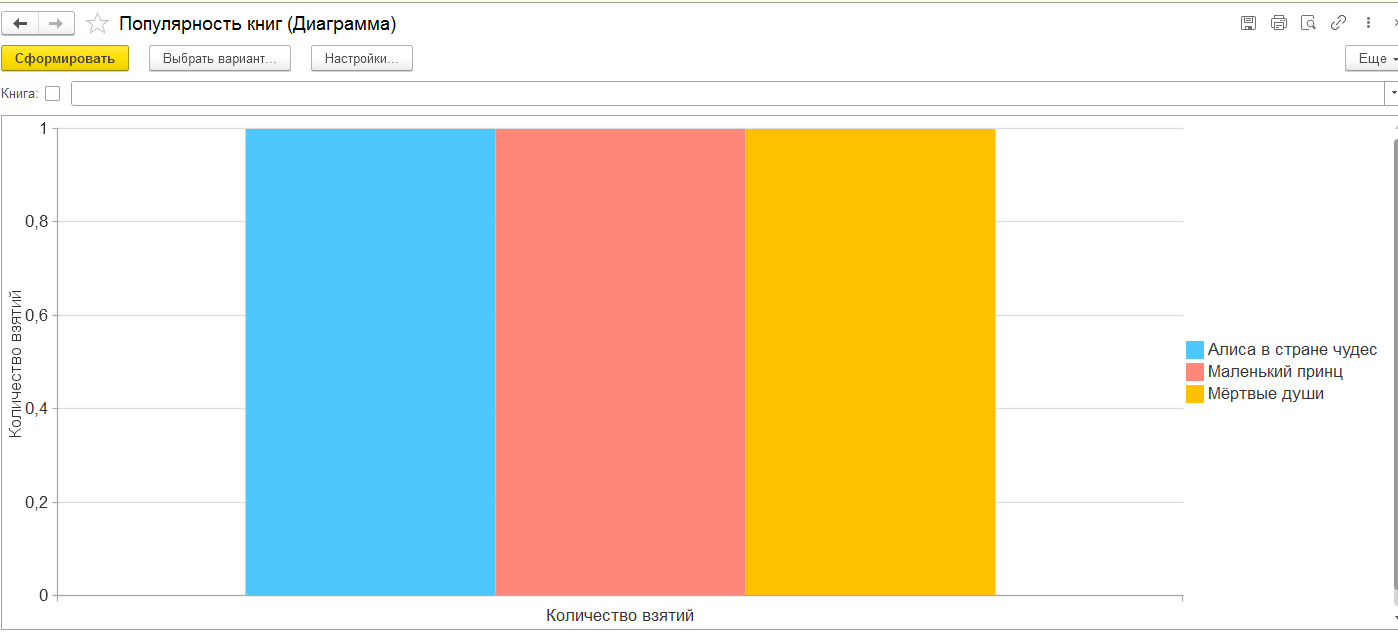 Популярность книг (Диаграмма)
Сформировать
Выбрать вариант...
Настройки...
Еще
Книга:
1
0,8
0,6
0,4
0,2
0
Количество взятий
Количество взятий
Алиса в стране чудес
Маленький принц
Мёртвые души